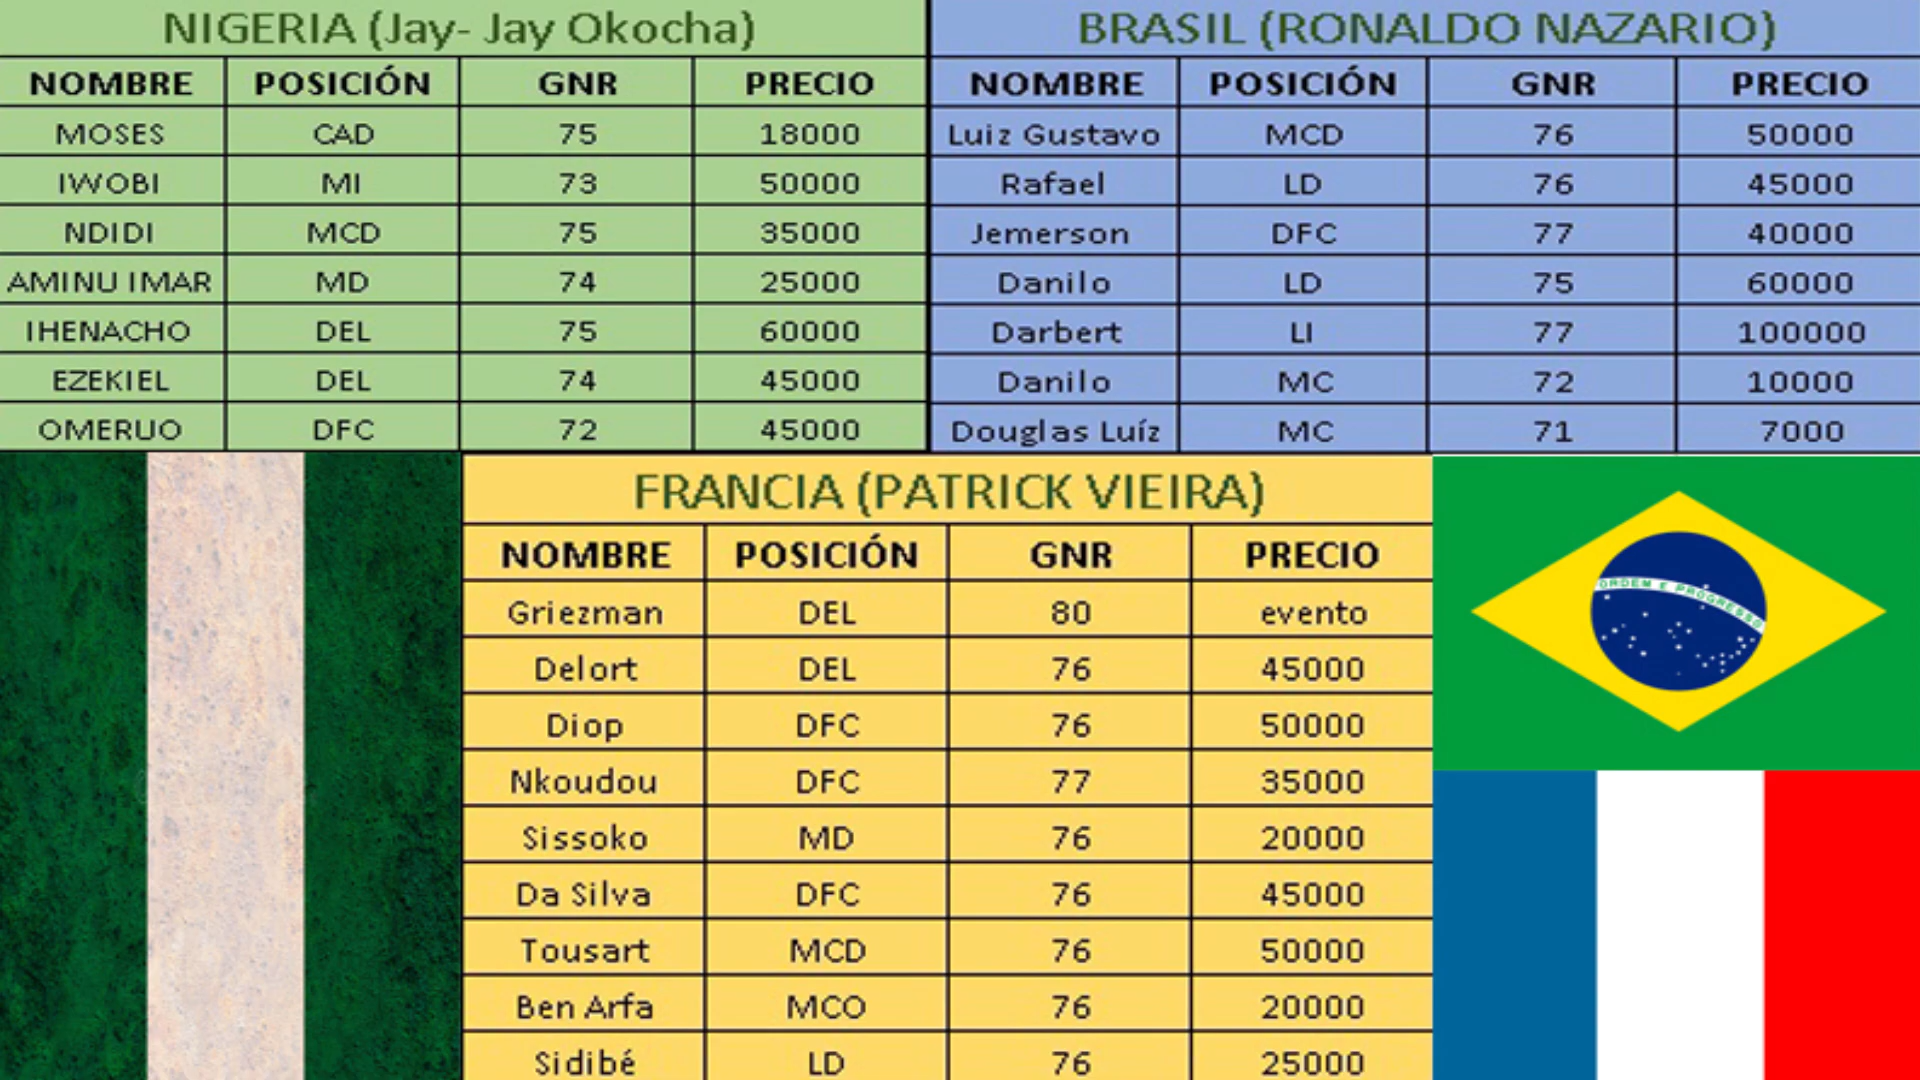 NIGERIA (Jay- Jay Okocha)
NOMBRE POSICIÓN GNR PRECIO
MOSES CAD 75 18000
IWOBI MI 73 50000
NDIDI MCD 75 35000
AMINU IMAR MD 74 25000
IHENACHO DEL 75 60000
EZEKIEL DEL 74 45000
OMERUO DFC 72 45000
BRASIL (RONALDO NAZARIO)
NOMBRE POSICIÓN GNR PRECIO
Luiz Gustavo MCD 76 50000
Rafael LD 76 45000
Jemerson DFC 77 40000
Danilo LD 75 60000
Darbert LI 77 100000
Danilo MC 72 10000
Douglas Luíz MC 71 7000
FRANCIA (PATRICK VIEIRA)
NOMBRE POSICIÓN GNR PRECIO
Griezman DEL 80 evento
Delort DEL 76 45000
Diop DFC 76 50000
Nkoudou DFC 77 35000
Sissoko MD 76 20000
Da Silva DFC 76 45000
Tousart MCD 76 50000
Ben Arfa MCO 76 20000
Sidibé LD 76 25000
ORDEM E PROGRESSO